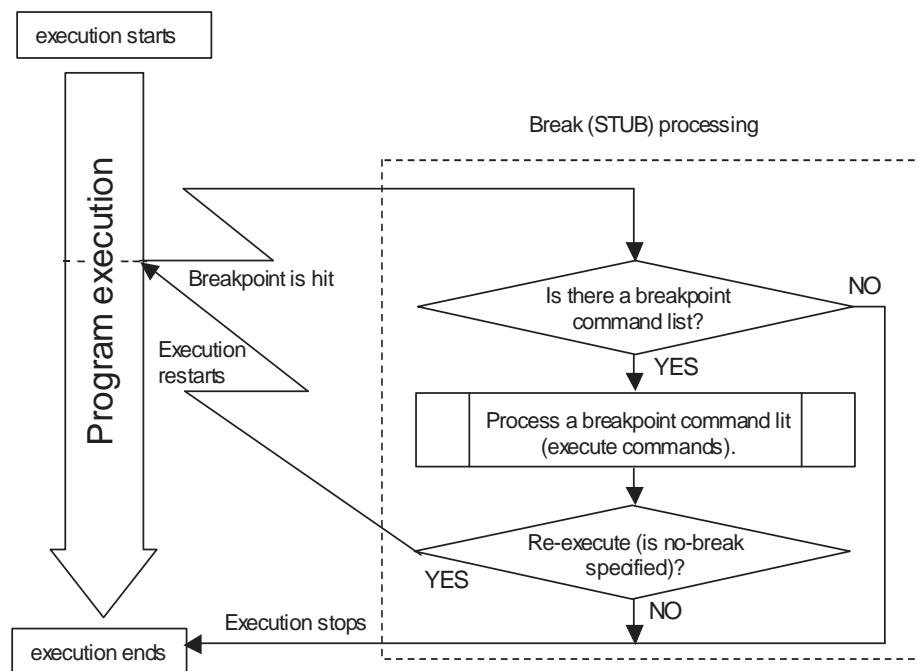 execution starts
Break (STUB) processing
Program execution
Breakpoint is hit
Is there a breakpoint
command list?
NO
YES
Execution
restarts
Process a breakpoint command lit
(execute commands).
Re-execute (is no-break
specified)?
YES
NO
Execution stops
execution ends